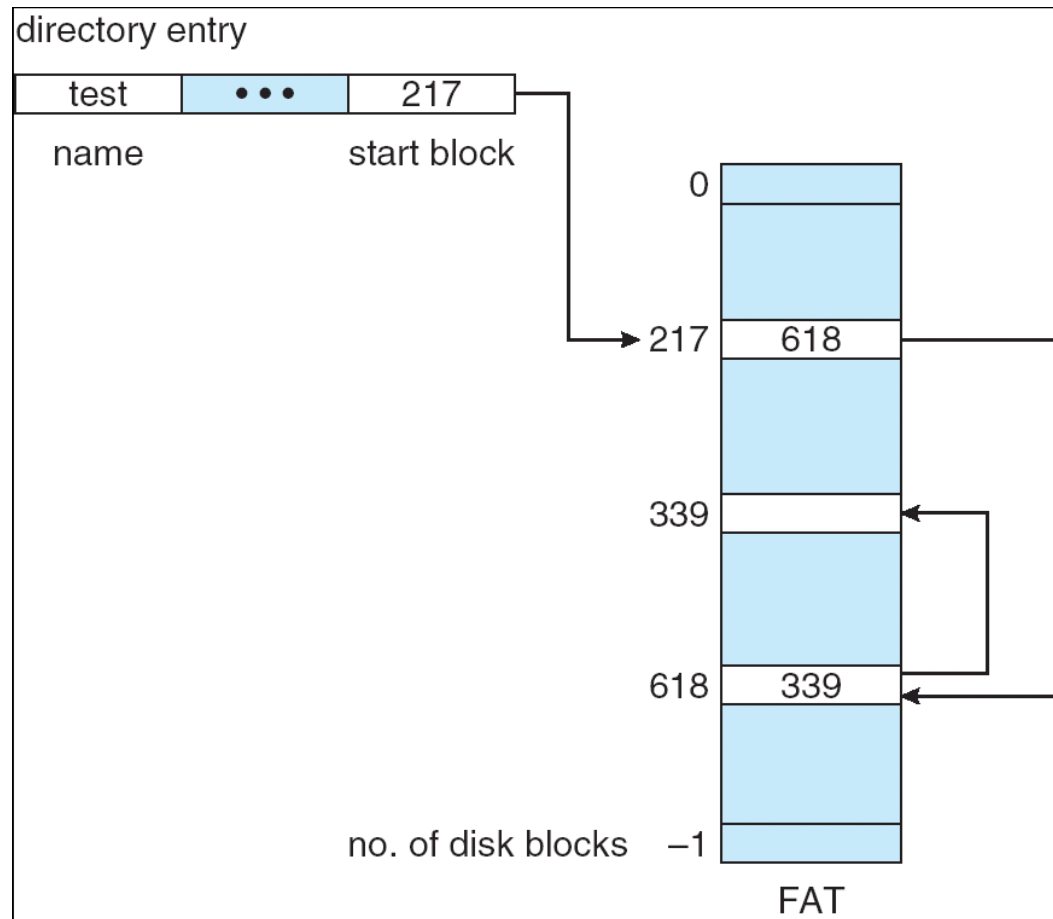 directory entry
test ••• 217
name start block
0
217 618
339
618 339
no. of disk blocks –1
FAT